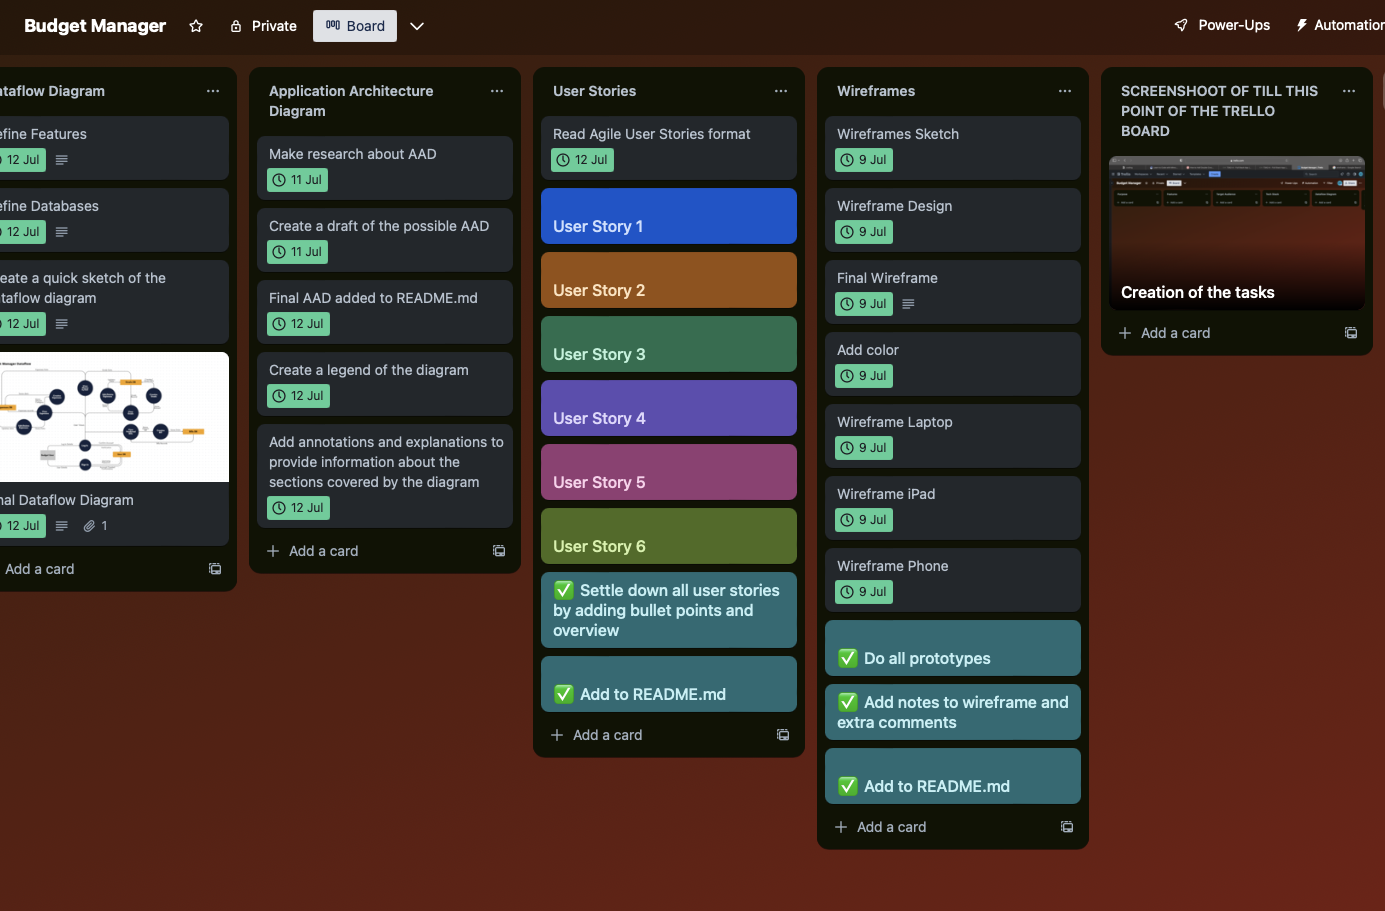 Budget Manager
Private
Board
Power-Ups
Automation
taflow Diagram
efine Features
12 Jul
efine Databases
12 Jul
eate a quick sketch of the
taflow diagram
12 Jul
nal Dataflow Diagram
12 Jul
1
Add a card
Application Architecture
Diagram
Make research about AAD
11 Jul
Create a draft of the possible AAD
11 Jul
Final AAD added to README.md
12 Jul
Create a legend of the diagram
12 Jul
Add annotations and explanations to
provide information about the
sections covered by the diagram
12 Jul
Add a card
User Stories
Read Agile User Stories format
12 Jul
User Story 1
User Story 2
User Story 3
User Story 4
User Story 5
User Story 6
✅ Settle down all user stories
by adding bullet points and
overview
✅ Add to README.md
Add a card
Wireframes
Wireframes Sketch
9 Jul
Wireframe Design
9 Jul
Final Wireframe
9 Jul
Add color
9 Jul
Wireframe Laptop
9 Jul
Wireframe iPad
9 Jul
Wireframe Phone
9 Jul
✅ Do all prototypes
✅ Add notes to wireframe and
extra comments
✅ Add to README.md
Add a card
SCREENSHOOT OF TILL THIS
POINT OF THE TRELLO
BOARD
Budget Manager
Creation of the tasks
Add a card